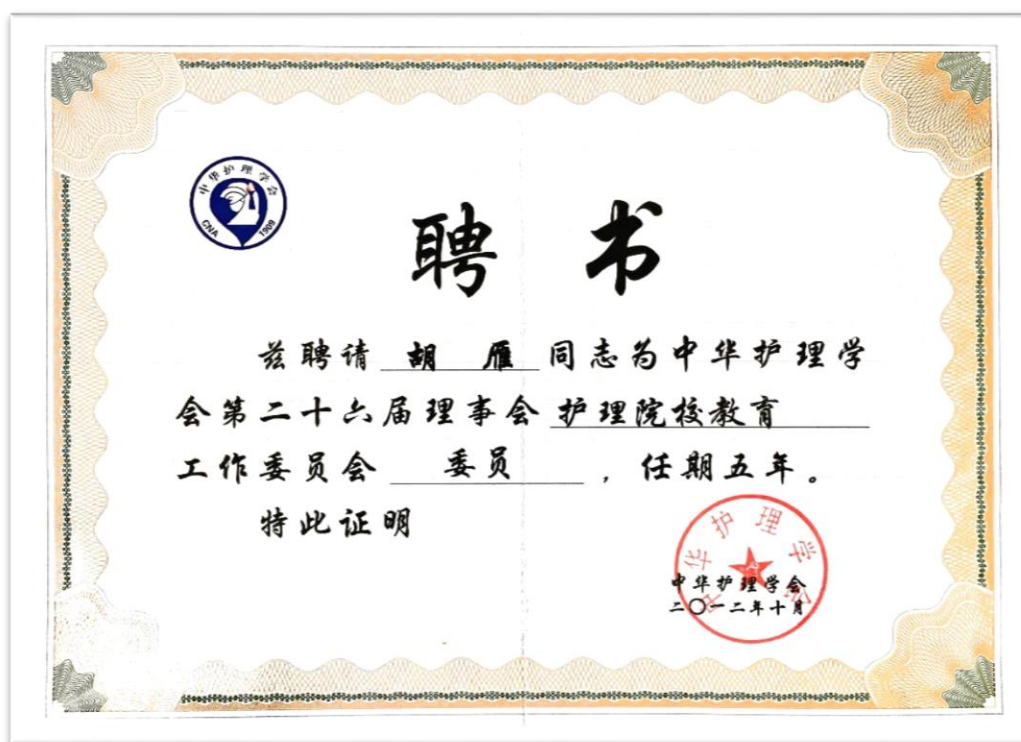 中华护理学会
CNA 1909
聘书
兹聘请 胡雁 同志为中华护理学
会第二十六届理事会 护理院校教育
工作委员会 委员 ，任期五年。
特此证明
中华护理学会
中华护理学会
二〇一二年十月